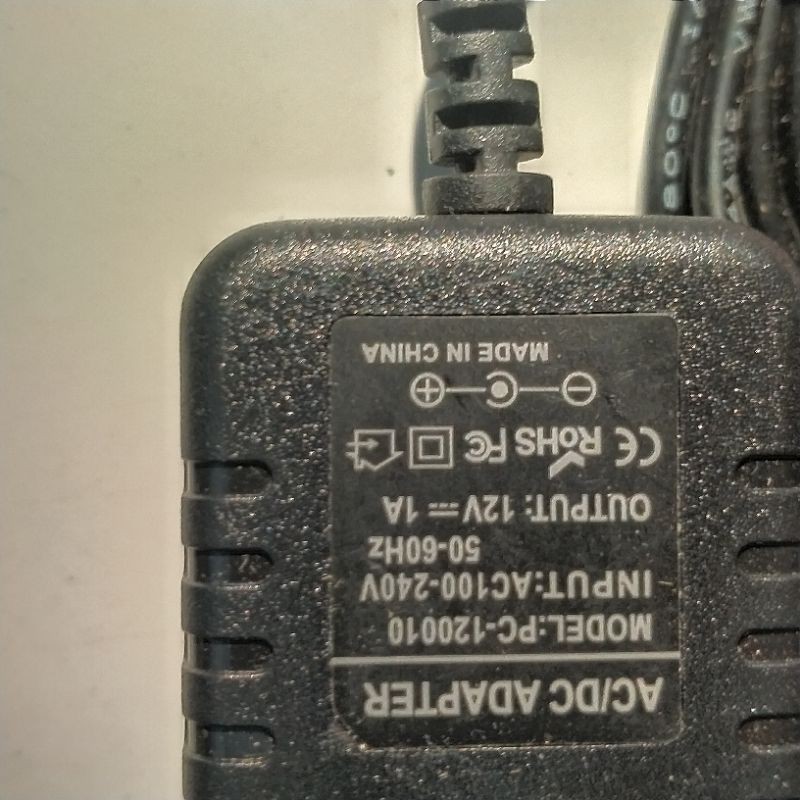 AC/DC ADAPTER
MODEL:PC-120010
INPUT:AC100-240V
50-60Hz
OUTPUT: 12V⎓1A
CE RoHS FC
MADE IN CHINA
80°C